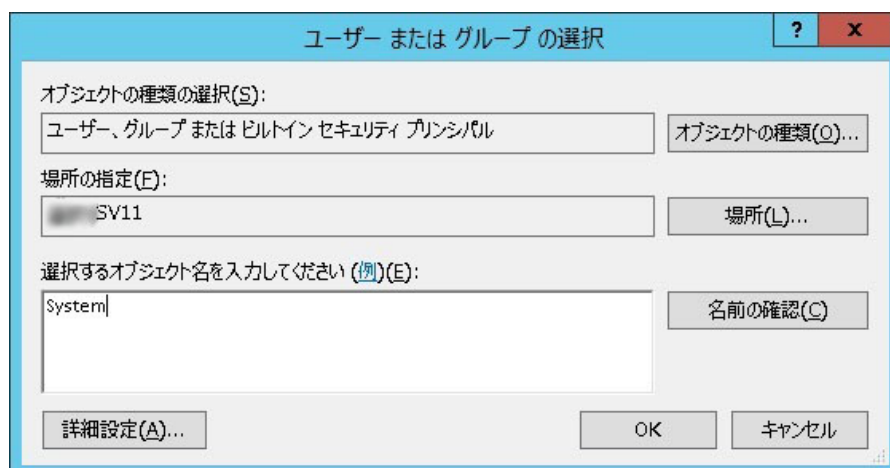 ユーザー または グループ の選択
? x
オブジェクトの種類の選択(S):
ユーザー、グループ または ビルトイン セキュリティ プリンシパル
オブジェクトの種類(O)...
場所の指定(F):
SV11
場所(L)...
選択するオブジェクト名を入力してください (例)(E):
System
名前の確認(C)
詳細設定(A)...
OK
キャンセル